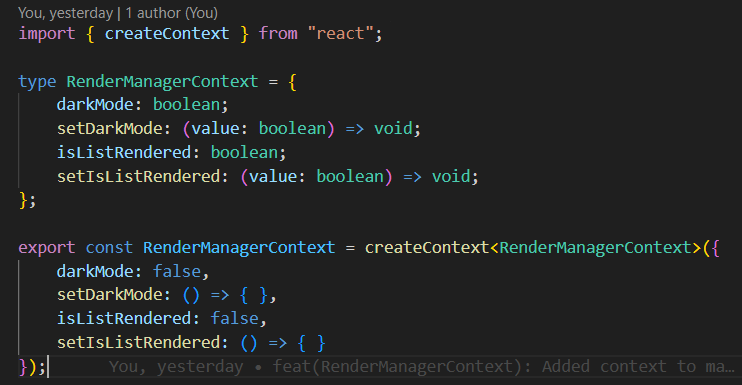 You, yesterday | 1 author (You)
import { createContext } from "react";
type RenderManagerContext = {
    darkMode: boolean;
    setDarkMode: (value: boolean) => void;
    isListRendered: boolean;
    setIsListRendered: (value: boolean) => void;
};
export const RenderManagerContext = createContext<RenderManagerContext>({
    darkMode: false,
    setDarkMode: () => { },
    isListRendered: false,
    setIsListRendered: () => { }
});    You, yesterday • feat(RenderManagerContext): Added context to ma…